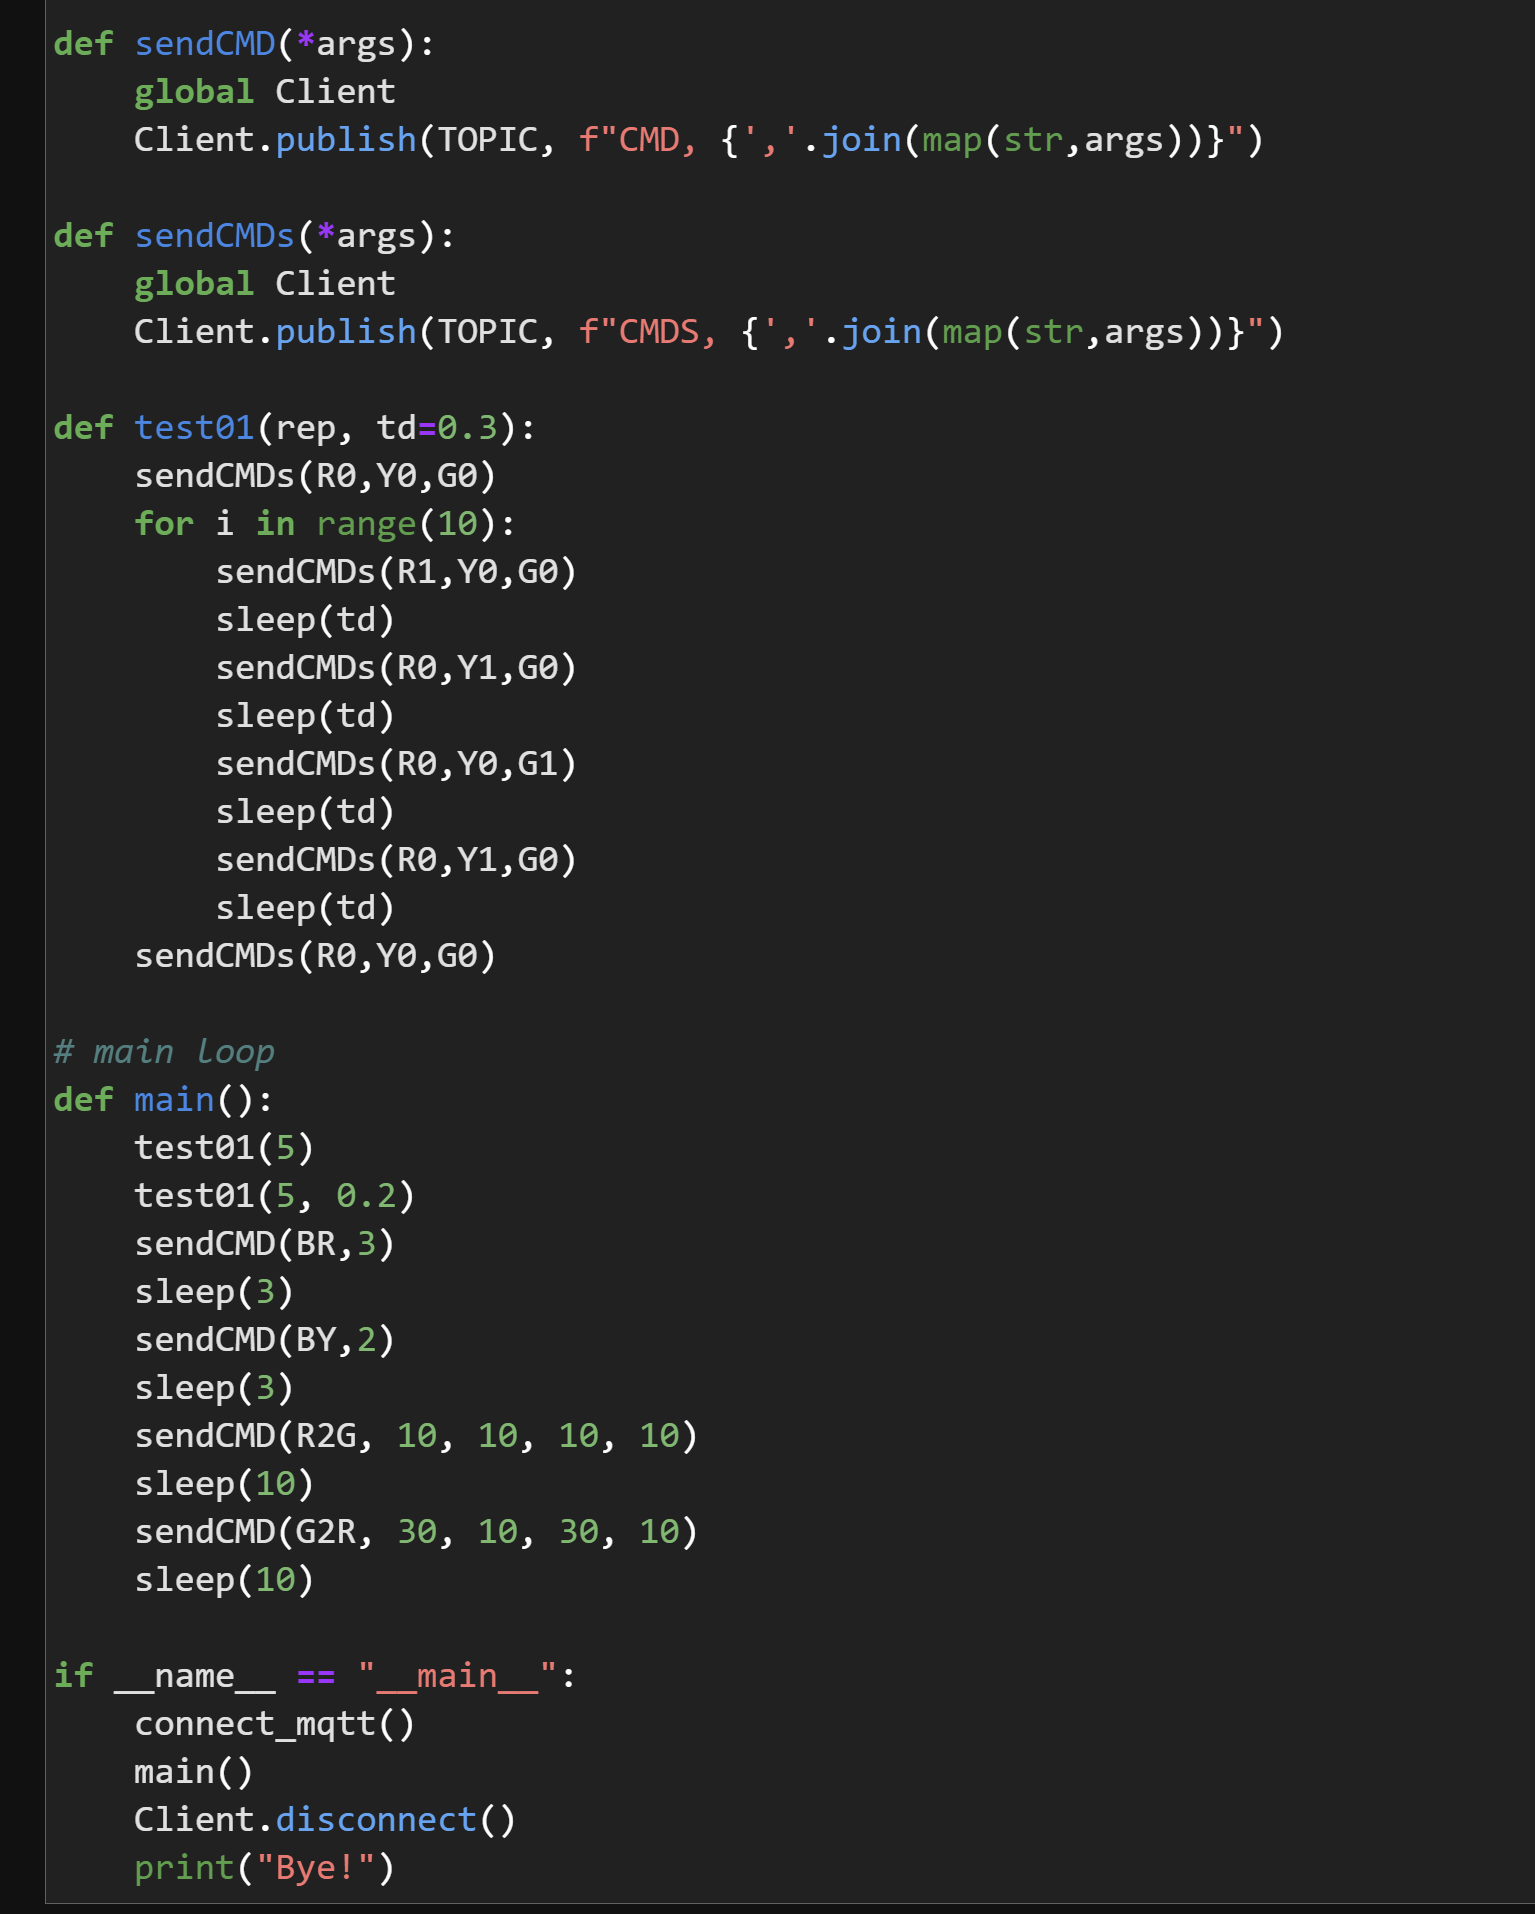 def sendCMD(*args):
    global Client
    Client.publish(TOPIC, f"CMD, {','.join(map(str,args))}")

def sendCMDs(*args):
    global Client
    Client.publish(TOPIC, f"CMDS, {','.join(map(str,args))}")

def test01(rep, td=0.3):
    sendCMDs(R0,Y0,G0)
    for i in range(10):
        sendCMDs(R1,Y0,G0)
        sleep(td)
        sendCMDs(R0,Y1,G0)
        sleep(td)
        sendCMDs(R0,Y0,G1)
        sleep(td)
        sendCMDs(R0,Y1,G0)
        sleep(td)
    sendCMDs(R0,Y0,G0)

# main loop
def main():
    test01(5)
    test01(5, 0.2)
    sendCMD(BR,3)
    sleep(3)
    sendCMD(BY,2)
    sleep(3)
    sendCMD(R2G, 10, 10, 10, 10)
    sleep(10)
    sendCMD(G2R, 30, 10, 30, 10)
    sleep(10)

if __name__ == "__main__":
    connect_mqtt()
    main()
    Client.disconnect()
    print("Bye!")